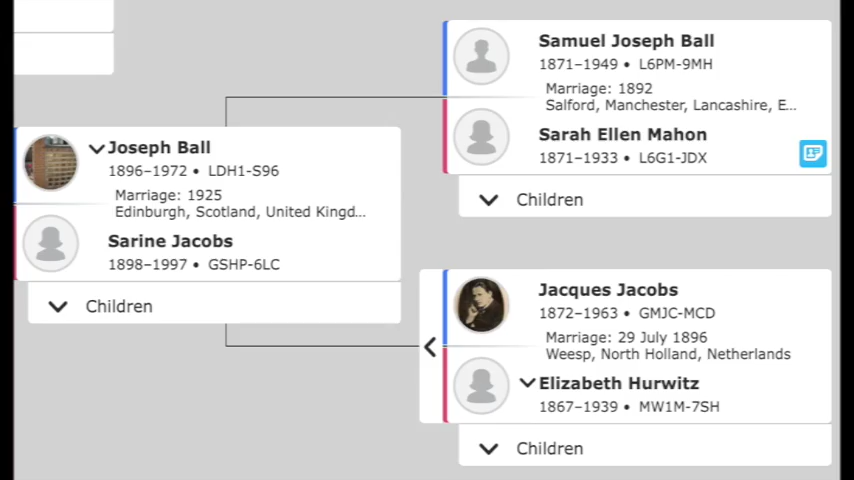 Samuel Joseph Ball
1871–1949 • L6PM-9MH
Marriage: 1892
Salford, Manchester, Lancashire, E...
Sarah Ellen Mahon
1871–1933 • L6G1-JDX
Children
Joseph Ball
1896–1972 • LDH1-S96
Marriage: 1925
Edinburgh, Scotland, United Kingd...
Sarine Jacobs
1898–1997 • GSHP-6LC
Children
Jacques Jacobs
1872–1963 • GMJC-MCD
Marriage: 29 July 1896
Weesp, North Holland, Netherlands
Elizabeth Hurwitz
1867–1939 • MW1M-7SH
Children